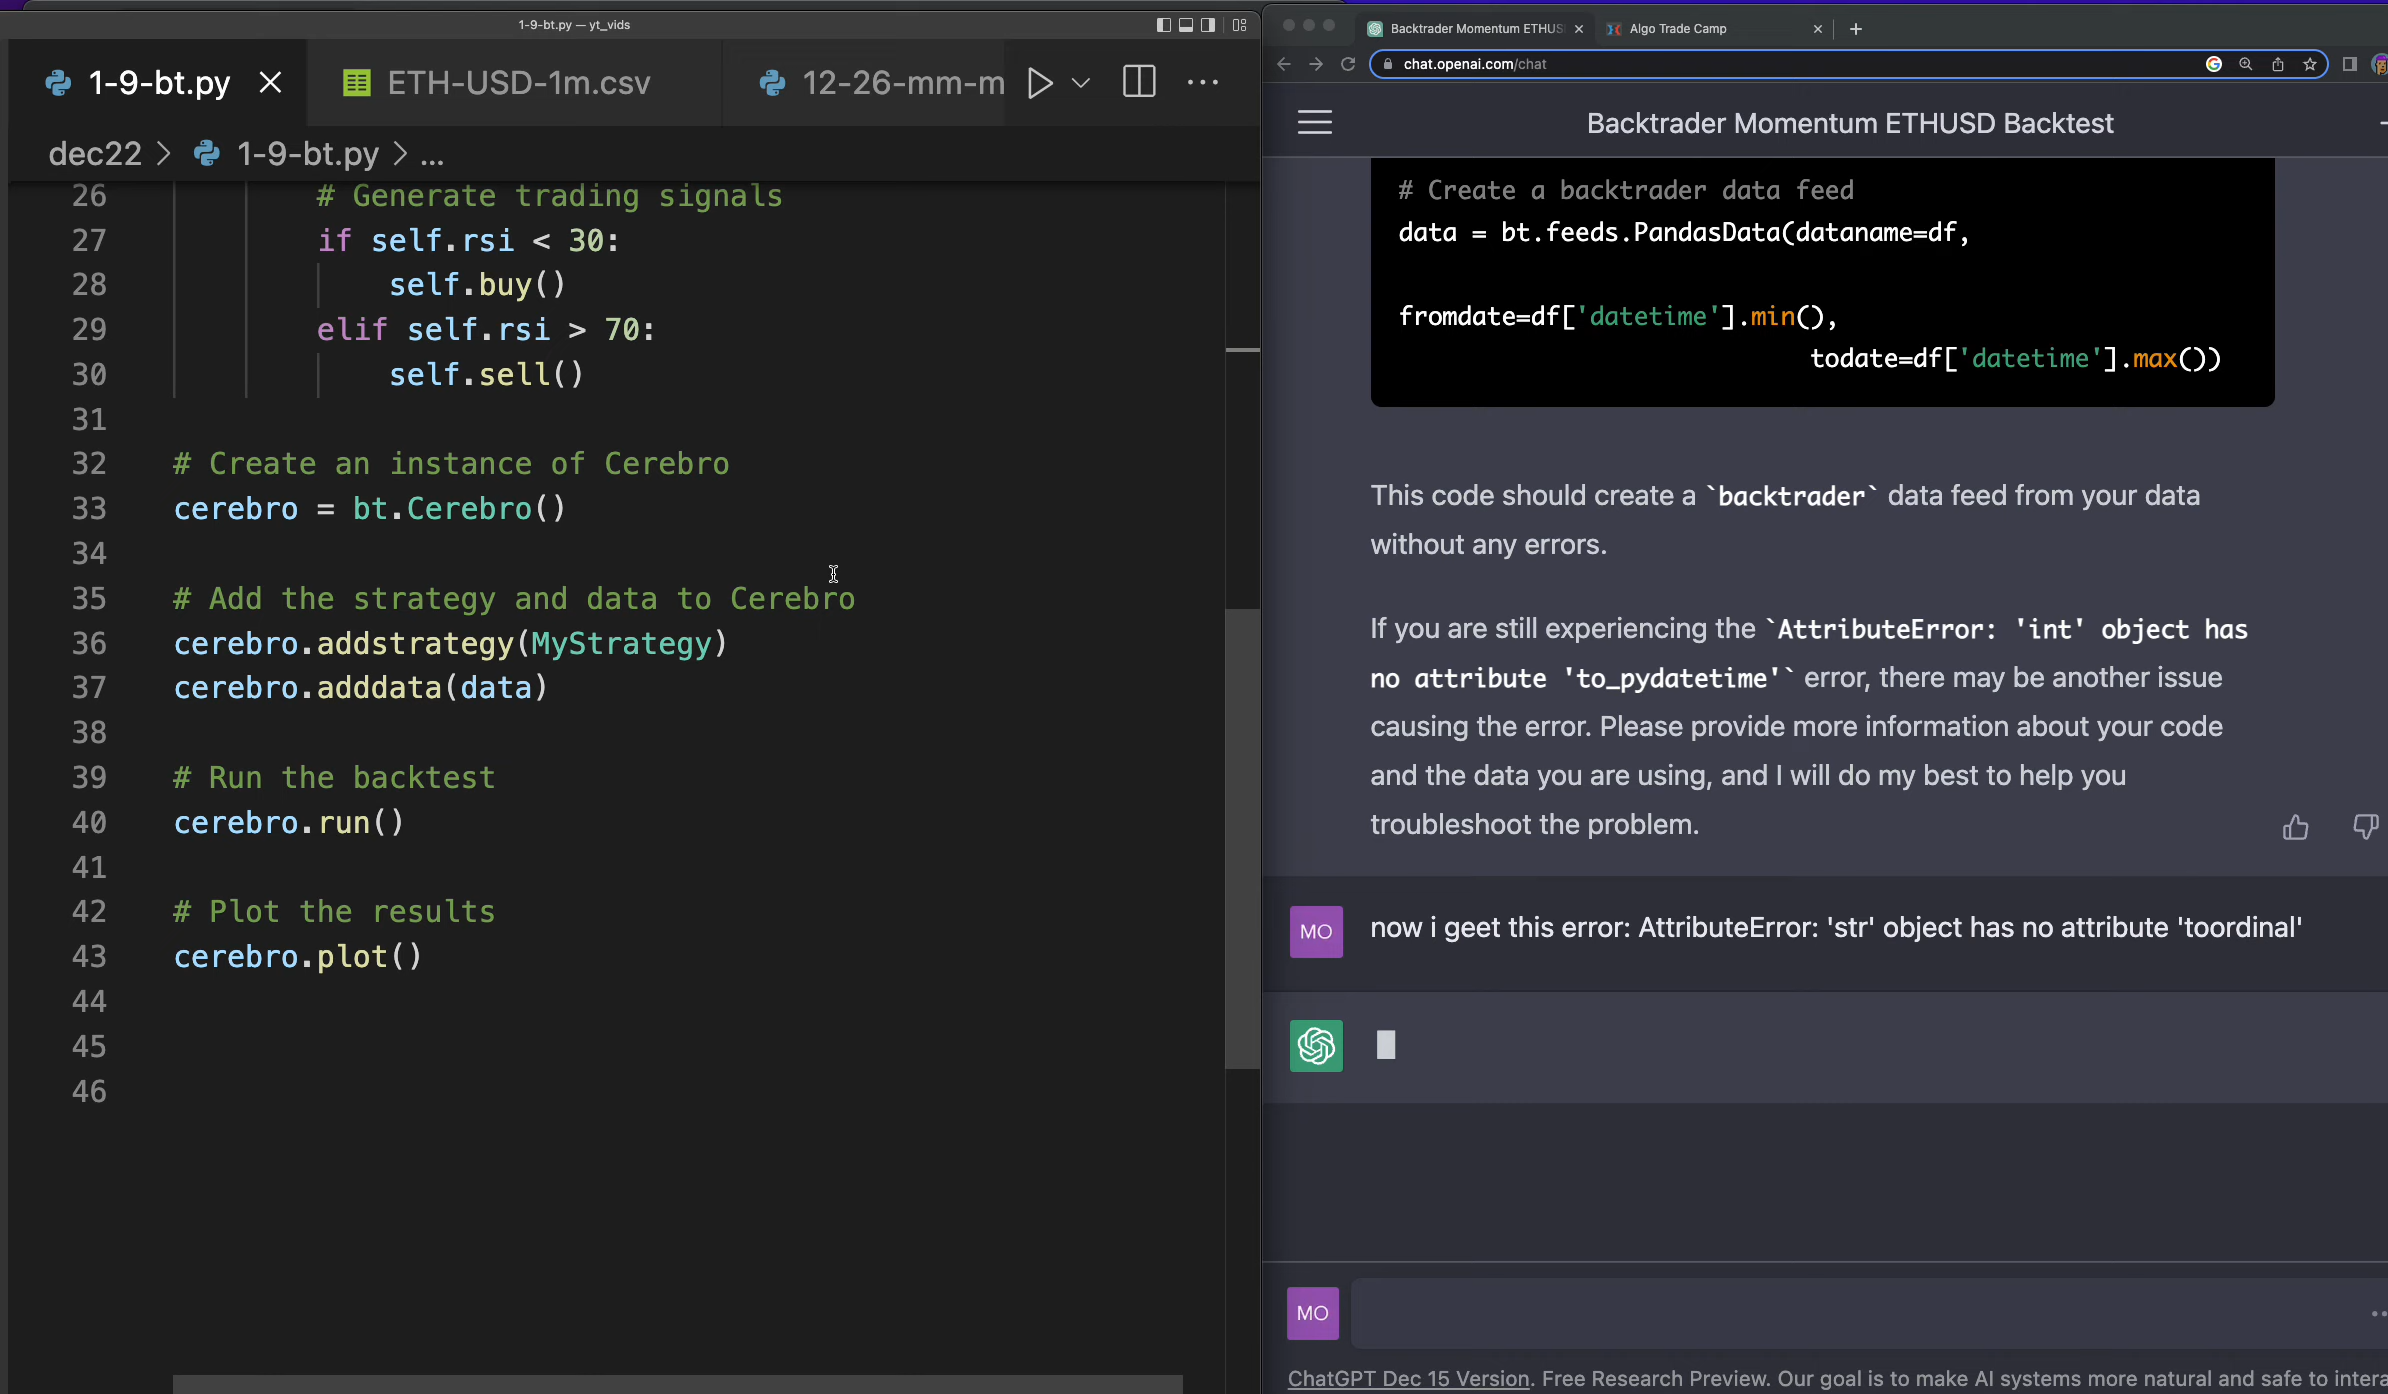 1-9-bt.py — yt_vids
1-9-bt.py
ETH-USD-1m.csv
12-26-mm-m
dec22 > 1-9-bt.py > ...
26 # Generate trading signals
27 if self.rsi < 30:
28 self.buy()
29 elif self.rsi > 70:
30 self.sell()
31
32 # Create an instance of Cerebro
33 cerebro = bt.Cerebro()
34
35 # Add the strategy and data to Cerebro
36 cerebro.addstrategy(MyStrategy)
37 cerebro.adddata(data)
38
39 # Run the backtest
40 cerebro.run()
41
42 # Plot the results
43 cerebro.plot()
44
45
46
Backtrader Momentum ETHUS
Algo Trade Camp
chat.openai.com/chat
Backtrader Momentum ETHUSD Backtest
# Create a backtrader data feed
data = bt.feeds.PandasData(dataname=df,
fromdate=df['datetime'].min(),
todate=df['datetime'].max())
This code should create a `backtrader` data feed from your data
without any errors.
If you are still experiencing the `AttributeError: 'int' object has
no attribute 'to_pydatetime'` error, there may be another issue
causing the error. Please provide more information about your code
and the data you are using, and I will do my best to help you
troubleshoot the problem.
MO
now i geet this error: AttributeError: 'str' object has no attribute 'toordinal'
MO
ChatGPT Dec 15 Version. Free Research Preview. Our goal is to make AI systems more natural and safe to intera